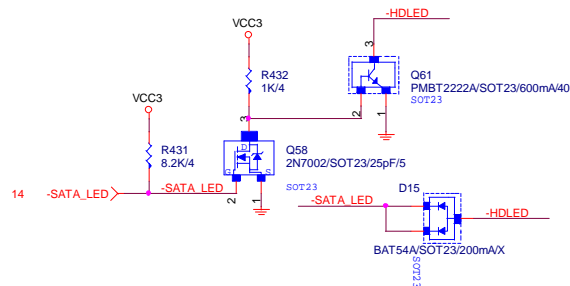 -HDLED
VCC3
3
R432
1K/4
Q61
PMBT2222A/SOT23/600mA/40
SOT23
2
1
VCC3
3
R431
8.2K/4
D
G
S
Q58
2N7002/SOT23/25pF/5
SOT23
14
-SATA_LED
-SATA_LED
2
1
-SATA_LED
D15
-HDLED
BAT54A/SOT23/200mA/X
SOT23